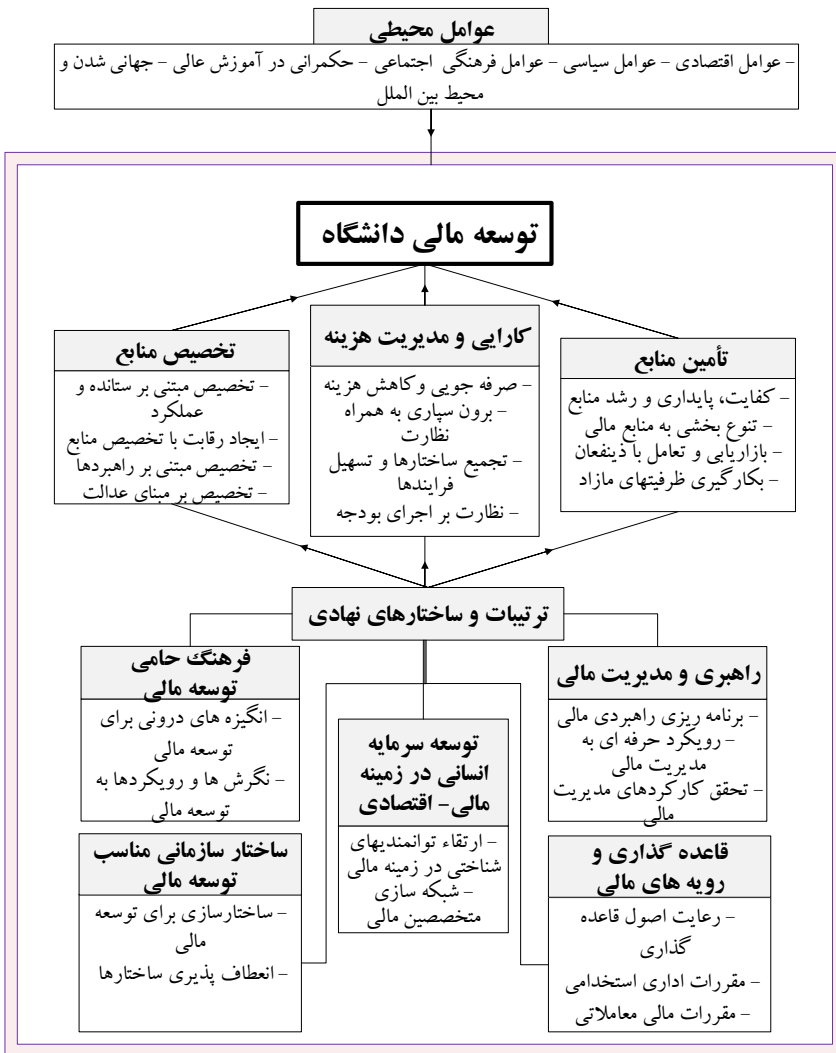 عوامل محیطی
– عوامل اقتصادی – عوامل سیاسی – عوامل فرهنگی اجتماعی – حکمرانی در آموزش عالی – جهانی شدن و
محیط بین الملل
توسعه مالی دانشگاه
تأمین منابع
– کفایت، پایداری و رشد منابع
– تنوع بخشی به منابع مالی
– بازاریابی و تعامل با ذینفعان
– بکارگیری ظرفیتهای مازاد
کارایی و مدیریت هزینه
– صرفه جویی وکاهش هزینه
– برون سپاری به همراه
نظارت
– تجمیع ساختارها و تسهیل
فرایندها
– نظارت بر اجرای بودجه
تخصیص منابع
– تخصیص مبتنی بر ستانده و
عملکرد
– ایجاد رقابت با تخصیص منابع
– تخصیص مبتنی بر راهبردها
– تخصیص بر مبنای عدالت
ترتیبات و ساختارهای نهادی
راهبری و مدیریت مالی
– برنامه ریزی راهبردی مالی
– رویکرد حرفه ای به
مدیریت مالی
– تحقق کارکردهای مدیریت
مالی
قاعده گذاری و
رویه های مالی
– رعایت اصول قاعده
گذاری
– مقررات اداری استخدامی
– مقررات مالی معاملاتی
توسعه سرمایه
انسانی در زمینه
مالی- اقتصادی
– ارتقاء توانمندیهای
شناختی در زمینه مالی
– شبکه سازی
متخصصین مالی
فرهنگ حامی
توسعه مالی
– انگیزه های درونی برای
توسعه مالی
– نگرش ها و رویکردها به
توسعه مالی
ساختار سازمانی مناسب
توسعه مالی
– ساختارسازی برای توسعه
مالی
– انعطاف پذیری ساختارها